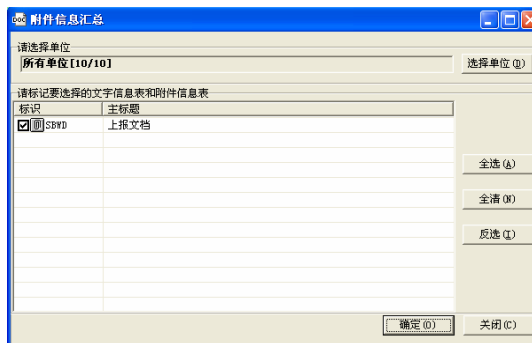 附件信息汇总
请选择单位
所有单位[10/10]
选择单位(D)
请标记要选择的文字信息表和附件信息表
标识 主标题
SBWD 上报文档
全选(A)
全清(N)
反选(I)
确定(O) 关闭(C)